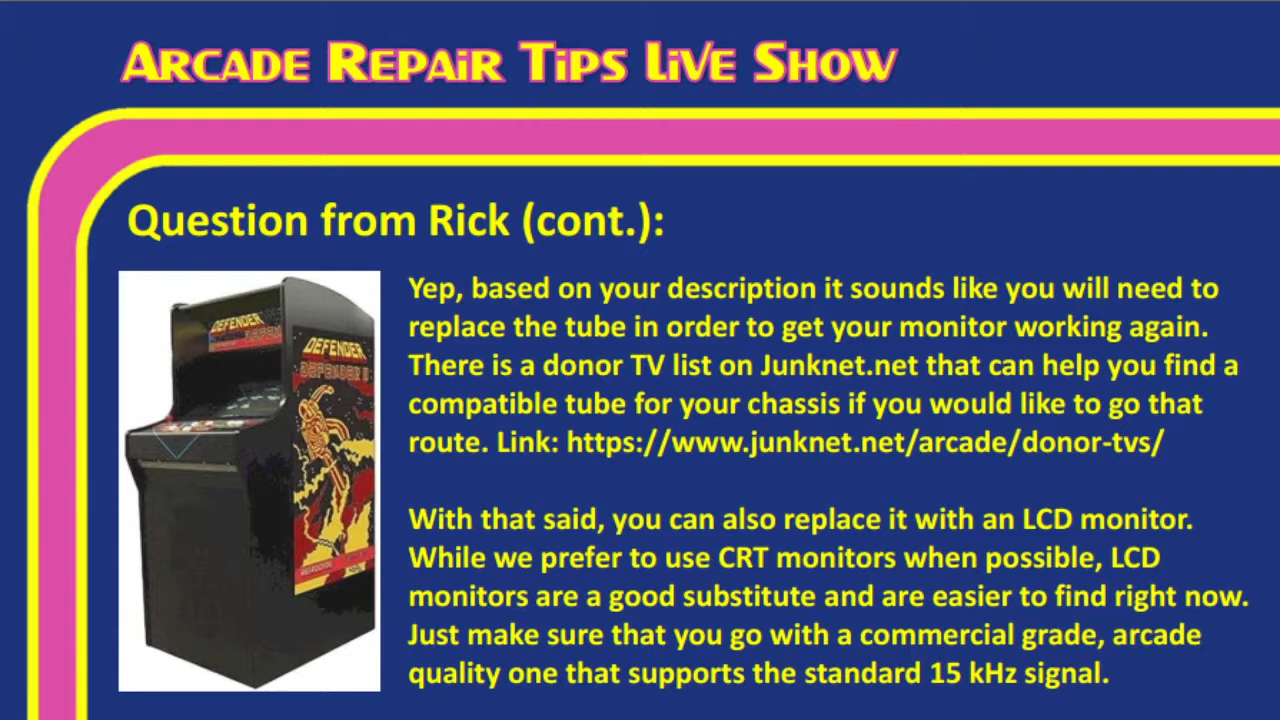 Arcade Repair Tips Live Show
Question from Rick (cont.):
Yep, based on your description it sounds like you will need to
replace the tube in order to get your monitor working again.
There is a donor TV list on Junknet.net that can help you find a
compatible tube for your chassis if you would like to go that
route. Link: https://www.junknet.net/arcade/donor-tvs/
With that said, you can also replace it with an LCD monitor.
While we prefer to use CRT monitors when possible, LCD
monitors are a good substitute and are easier to find right now.
Just make sure that you go with a commercial grade, arcade
quality one that supports the standard 15 kHz signal.
DEFENDER
DEFENDER
DEFENDER II